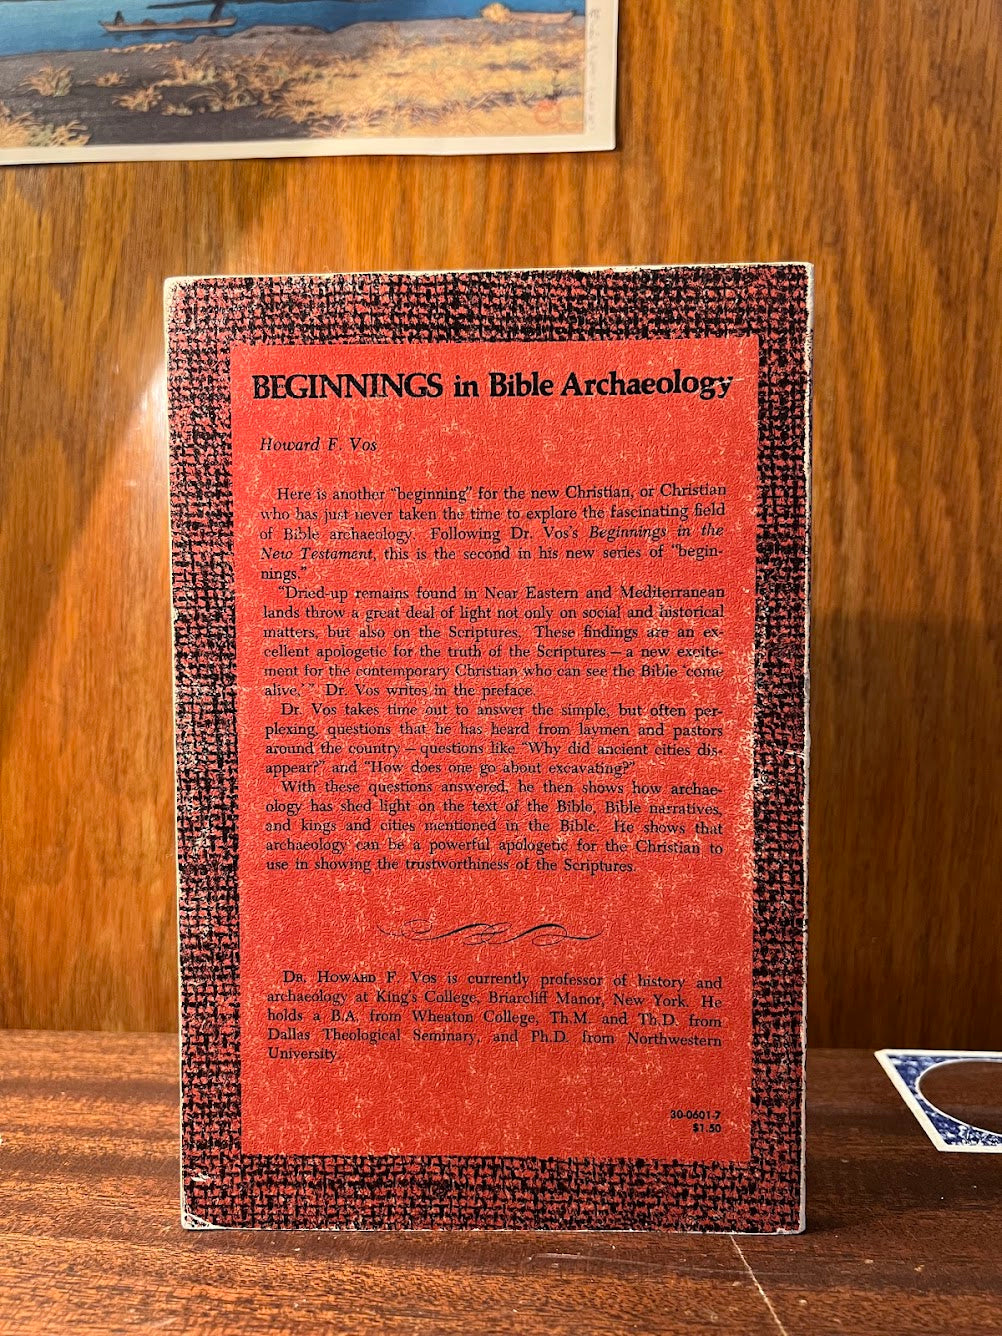 BEGINNINGS in Bible Archaeology
Howard F. Vos
Here is another "beginning" for the new Christian, or Christian
who has just never taken the time to explore the fascinating field
of Bible archaeology. Following Dr. Vos's Beginnings in the
New Testament, this is the second in his new series of "begin-
nings."
"Dried-up remains found in Near Eastern and Mediterranean
lands throw a great deal of light not only on social and historical
matters, but also on the Scriptures. These findings are an ex-
cellent apologetic for the truth of the Scriptures — a new excite-
ment for the contemporary Christian who can see the Bible 'come
alive,' " Dr. Vos writes in the preface.
Dr. Vos takes time out to answer the simple, but often per-
plexing, questions that he has heard from laymen and pastors
around the country — questions like "Why did ancient cities dis-
appear?" and "How does one go about excavating?"
With these questions answered, he then shows how archae-
ology has shed light on the text of the Bible, Bible narratives,
and kings and cities mentioned in the Bible. He shows that
archaeology can be a powerful apologetic for the Christian to
use in showing the trustworthiness of the Scriptures.
DR. HOWARD F. VOS is currently professor of history and
archaeology at King's College, Briarcliff Manor, New York. He
holds a B.A. from Wheaton College, Th.M. and Th.D. from
Dallas Theological Seminary, and Ph.D. from Northwestern
University.
30-0601-7
$1.50